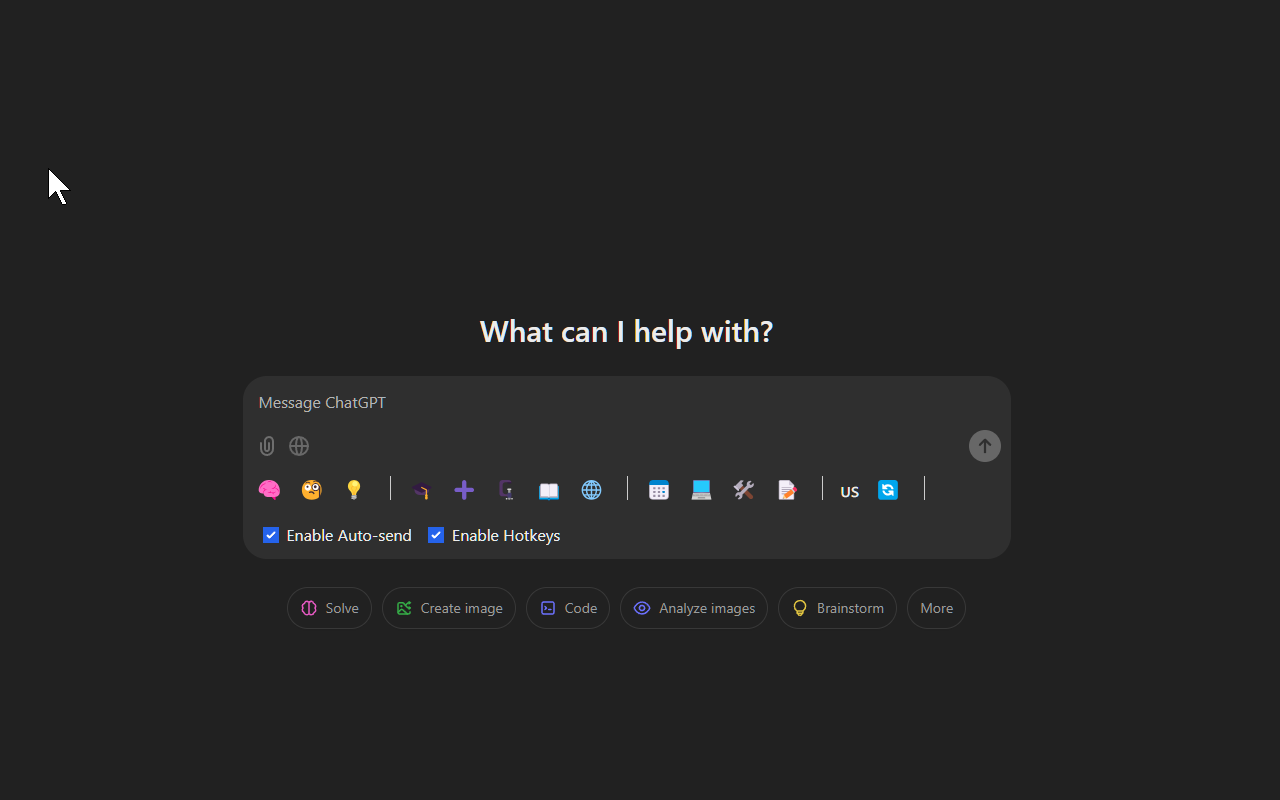 What can I help with?
Message ChatGPT
US
Enable Auto-send Enable Hotkeys
Solve Create image Code Analyze images Brainstorm More